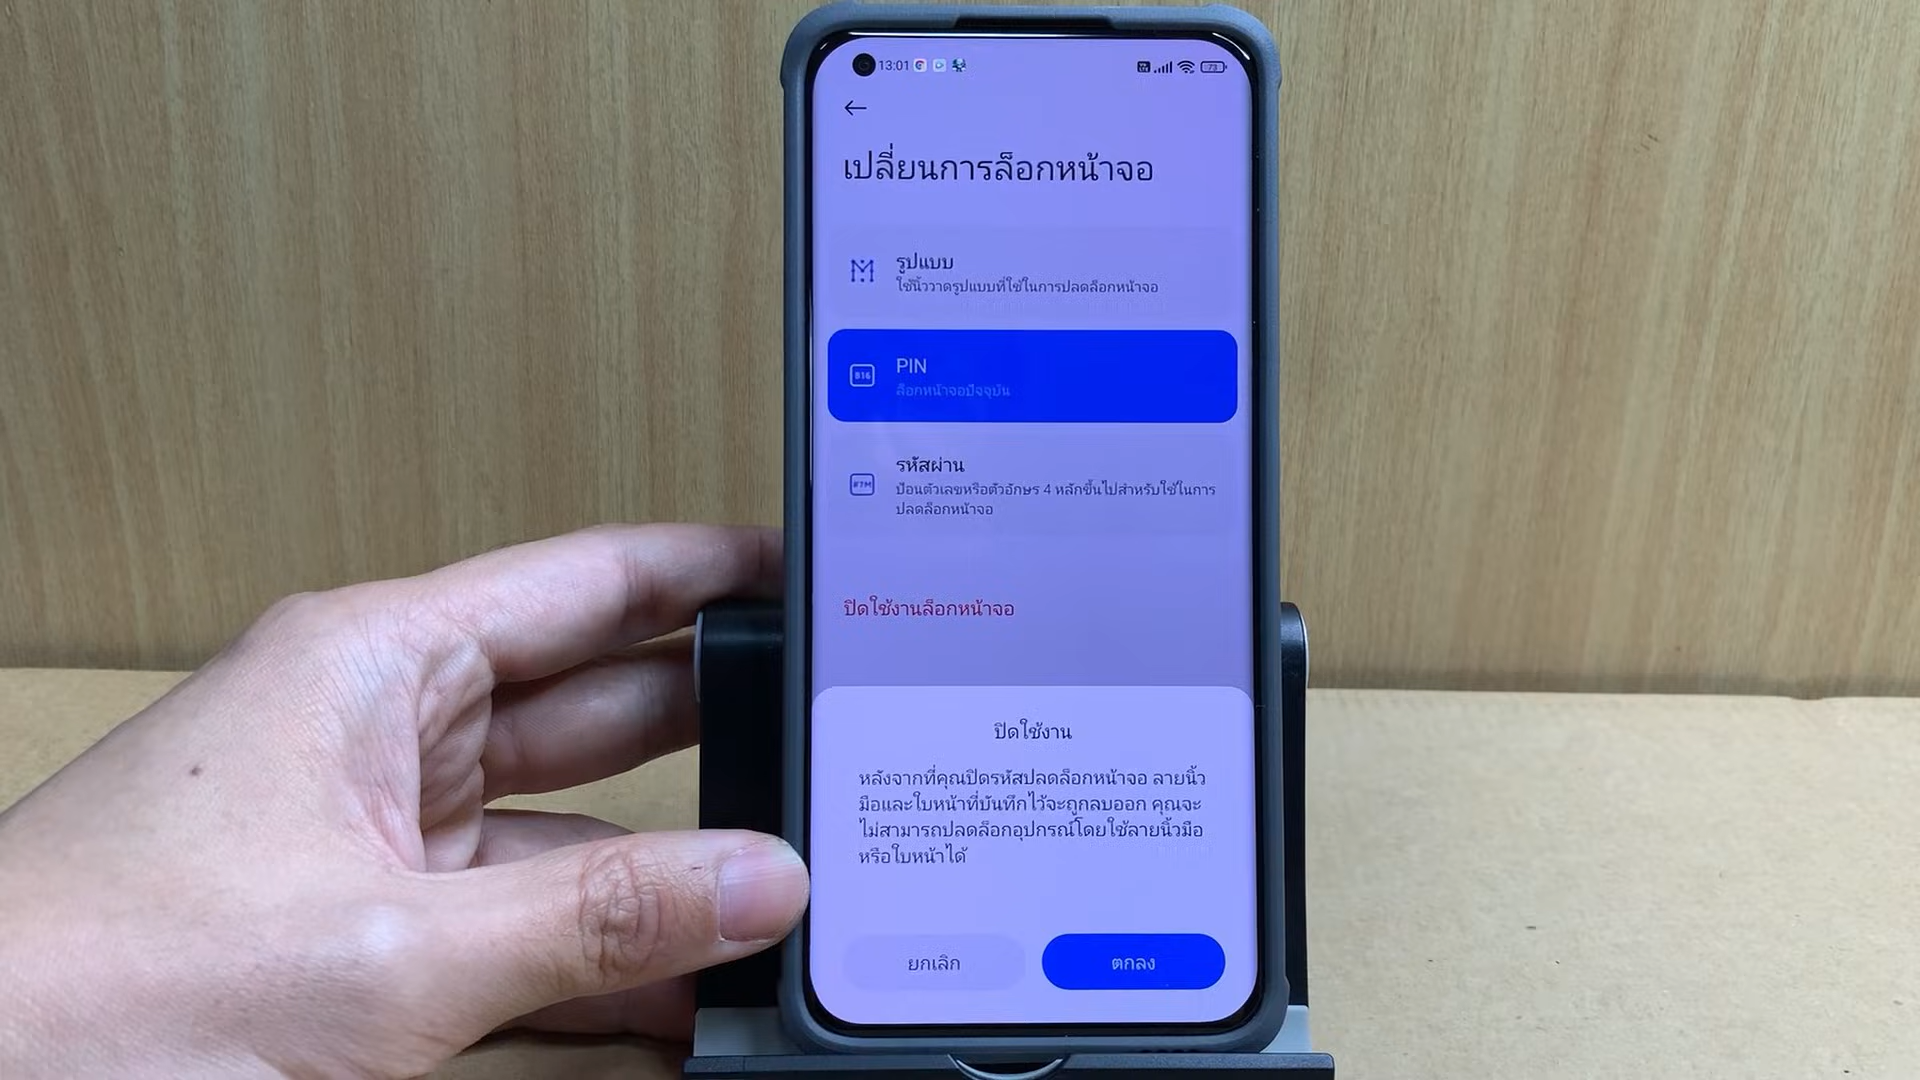 13:01
73
เปลี่ยนการล็อกหน้าจอ
รูปแบบ
ใช้นิ้ววาดรูปแบบที่ใช้ในการปลดล็อกหน้าจอ
PIN
ล็อกหน้าจอปัจจุบัน
รหัสผ่าน
ป้อนตัวเลขหรือตัวอักษร 4 หลักขึ้นไปสำหรับใช้ในการ
ปลดล็อกหน้าจอ
ปิดใช้งานล็อกหน้าจอ
ปิดใช้งาน
หลังจากที่คุณปิดรหัสปลดล็อกหน้าจอ ลายนิ้ว
มือและใบหน้าที่บันทึกไว้จะถูกลบออก คุณจะ
ไม่สามารถปลดล็อกอุปกรณ์โดยใช้ลายนิ้วมือ
หรือใบหน้าได้
ยกเลิก
ตกลง